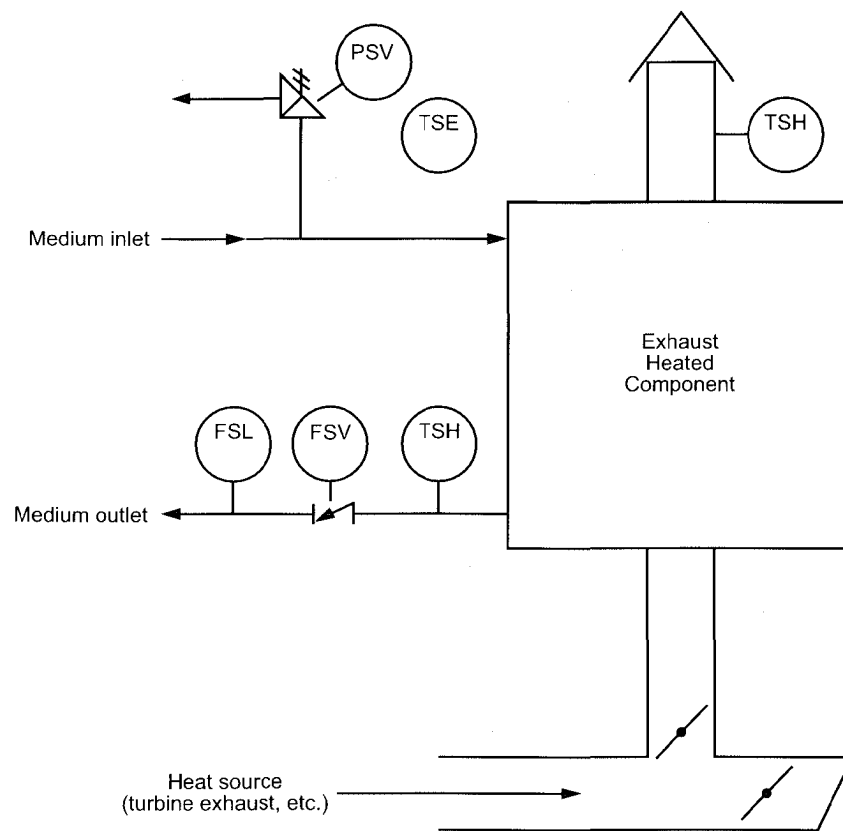 PSV
TSE
TSH
Medium inlet
Exhaust
Heated
Component
FSL
FSV
TSH
Medium outlet
Heat source
(turbine exhaust, etc.)